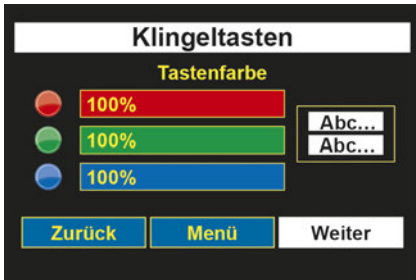 Klingeltasten
Tastenfarbe
100%
100%
100%
Abc...
Abc...
Zurück Menü Weiter